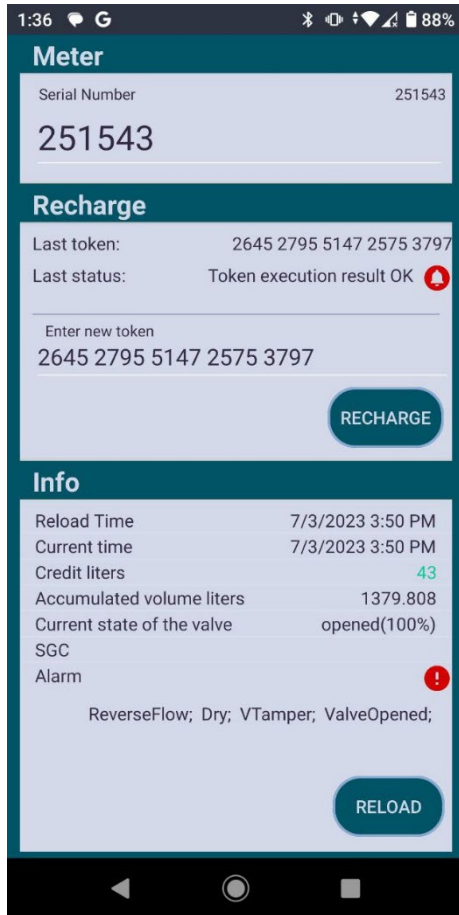 1:36 G 88%
Meter
Serial Number 251543
251543
Recharge
Last token: 2645 2795 5147 2575 3797
Last status: Token execution result OK
Enter new token
2645 2795 5147 2575 3797
RECHARGE
Info
Reload Time 7/3/2023 3:50 PM
Current time 7/3/2023 3:50 PM
Credit liters 43
Accumulated volume liters 1379.808
Current state of the valve opened(100%)
SGC
Alarm !
ReverseFlow; Dry; VTamper; ValveOpened;
RELOAD